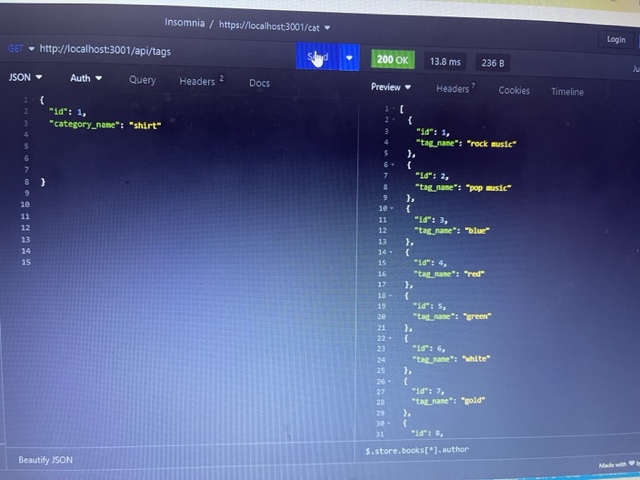 Insomnia / https://localhost:3001/cat
Login
GET http://localhost:3001/api/tags
Send
200 OK
13.8 ms
236 B
JSON
Auth
Query
Headers 2
Docs
Preview
Headers 7
Cookies
Timeline
1 {
2 "id": 1,
3 "category_name": "shirt"
4
5
6
7
8 }
9
10
11
12
13
14
15
1 [
2 {
3 "id": 1,
4 "tag_name": "rock music"
5 },
6 {
7 "id": 2,
8 "tag_name": "pop music"
9 },
10 {
11 "id": 3,
12 "tag_name": "blue"
13 },
14 {
15 "id": 4,
16 "tag_name": "red"
17 },
18 {
19 "id": 5,
20 "tag_name": "green"
21 },
22 {
23 "id": 6,
24 "tag_name": "white"
25 },
26 {
27 "id": 7,
28 "tag_name": "gold"
29 },
30 {
31 "id": 8,
$.store.books[*].author
Beautify JSON
Made with